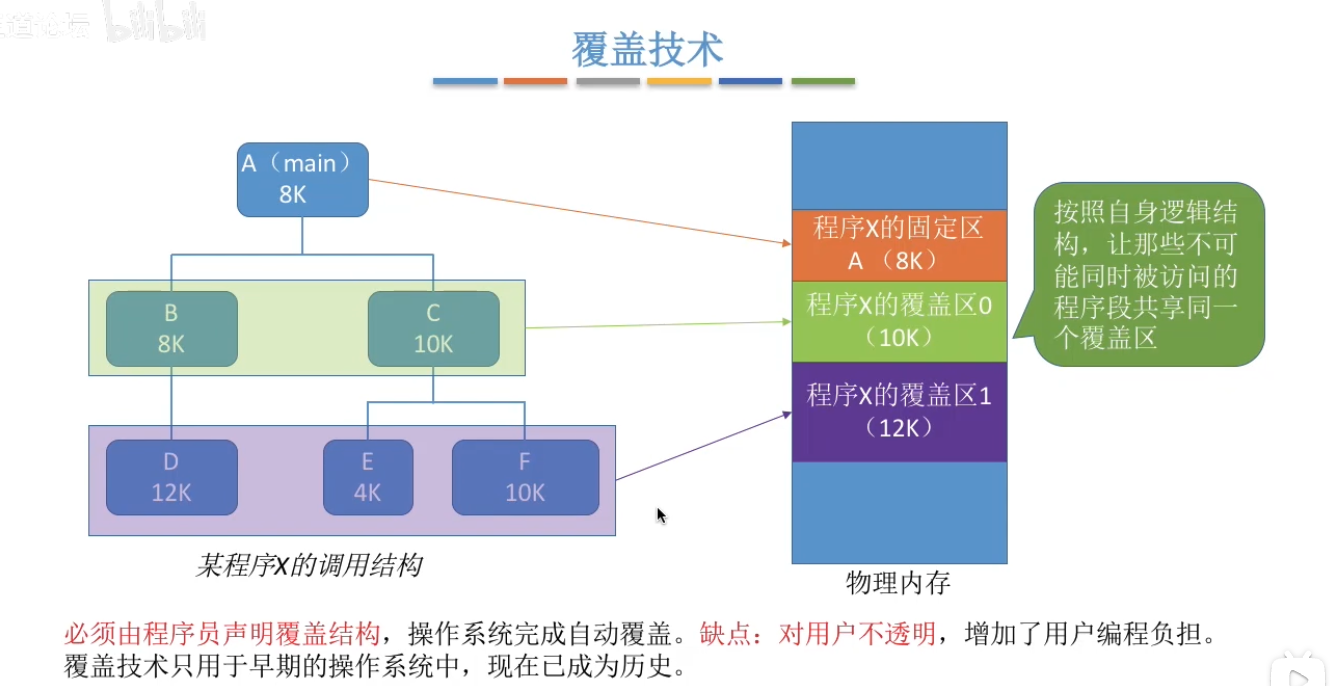 覆盖技术
A（main）
8K
B
8K
C
10K
D
12K
E
4K
F
10K
某程序X的调用结构
程序X的固定区
A （8K）
程序X的覆盖区0
（10K）
程序X的覆盖区1
（12K）
物理内存
按照自身逻辑结
构，让那些不可
能同时被访问的
程序段共享同一
个覆盖区
必须由程序员声明覆盖结构，操作系统完成自动覆盖。缺点：对用户不透明，增加了用户编程负担。
覆盖技术只用于早期的操作系统中，现在已成为历史。